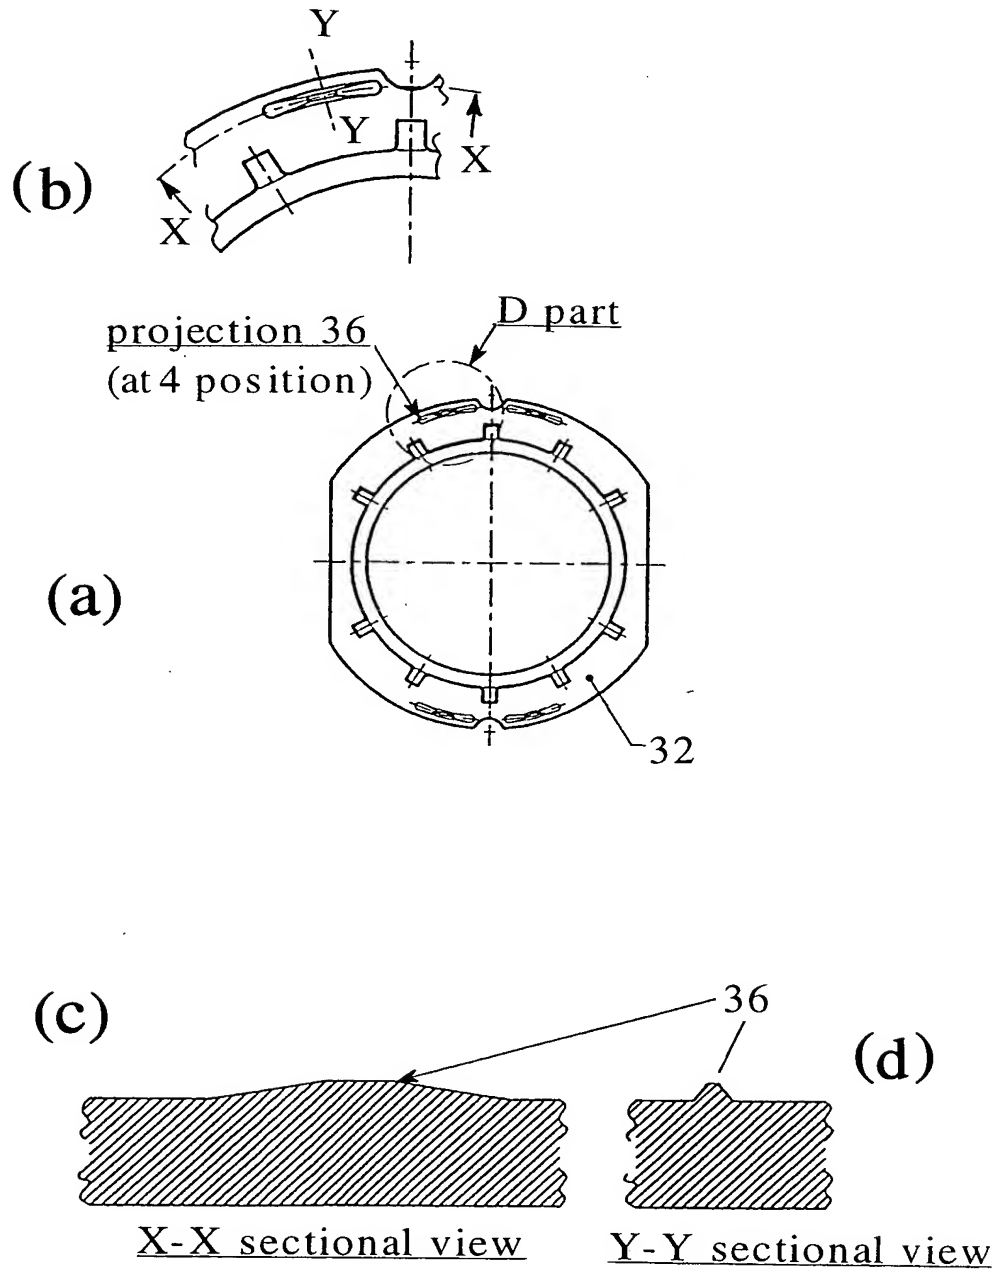 Y
(b)
Y
X
X
D part
projection 36
(at 4 position)
(a)
32
(c)
36
(d)
X-X sectional view
Y-Y sectional view